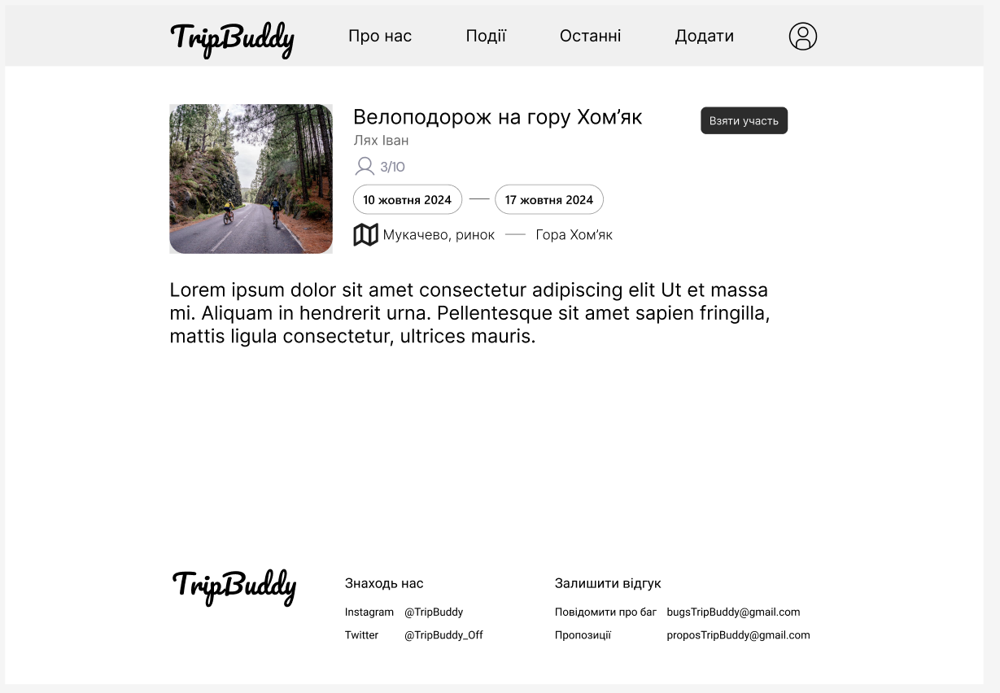 TripBuddy Про нас Події Останні Додати
Велоподорож на гору Хом’як
Взяти участь
Лях Іван
3/10
10 жовтня 2024 — 17 жовтня 2024
Мукачево, ринок — Гора Хом’як
Lorem ipsum dolor sit amet consectetur adipiscing elit Ut et massa
mi. Aliquam in hendrerit urna. Pellentesque sit amet sapien fringilla,
mattis ligula consectetur, ultrices mauris.
TripBuddy
Знаходь нас
Instagram @TripBuddy
Twitter @TripBuddy_Off
Залишити відгук
Повідомити про баг bugsTripBuddy@gmail.com
Пропозиції proposTripBuddy@gmail.com